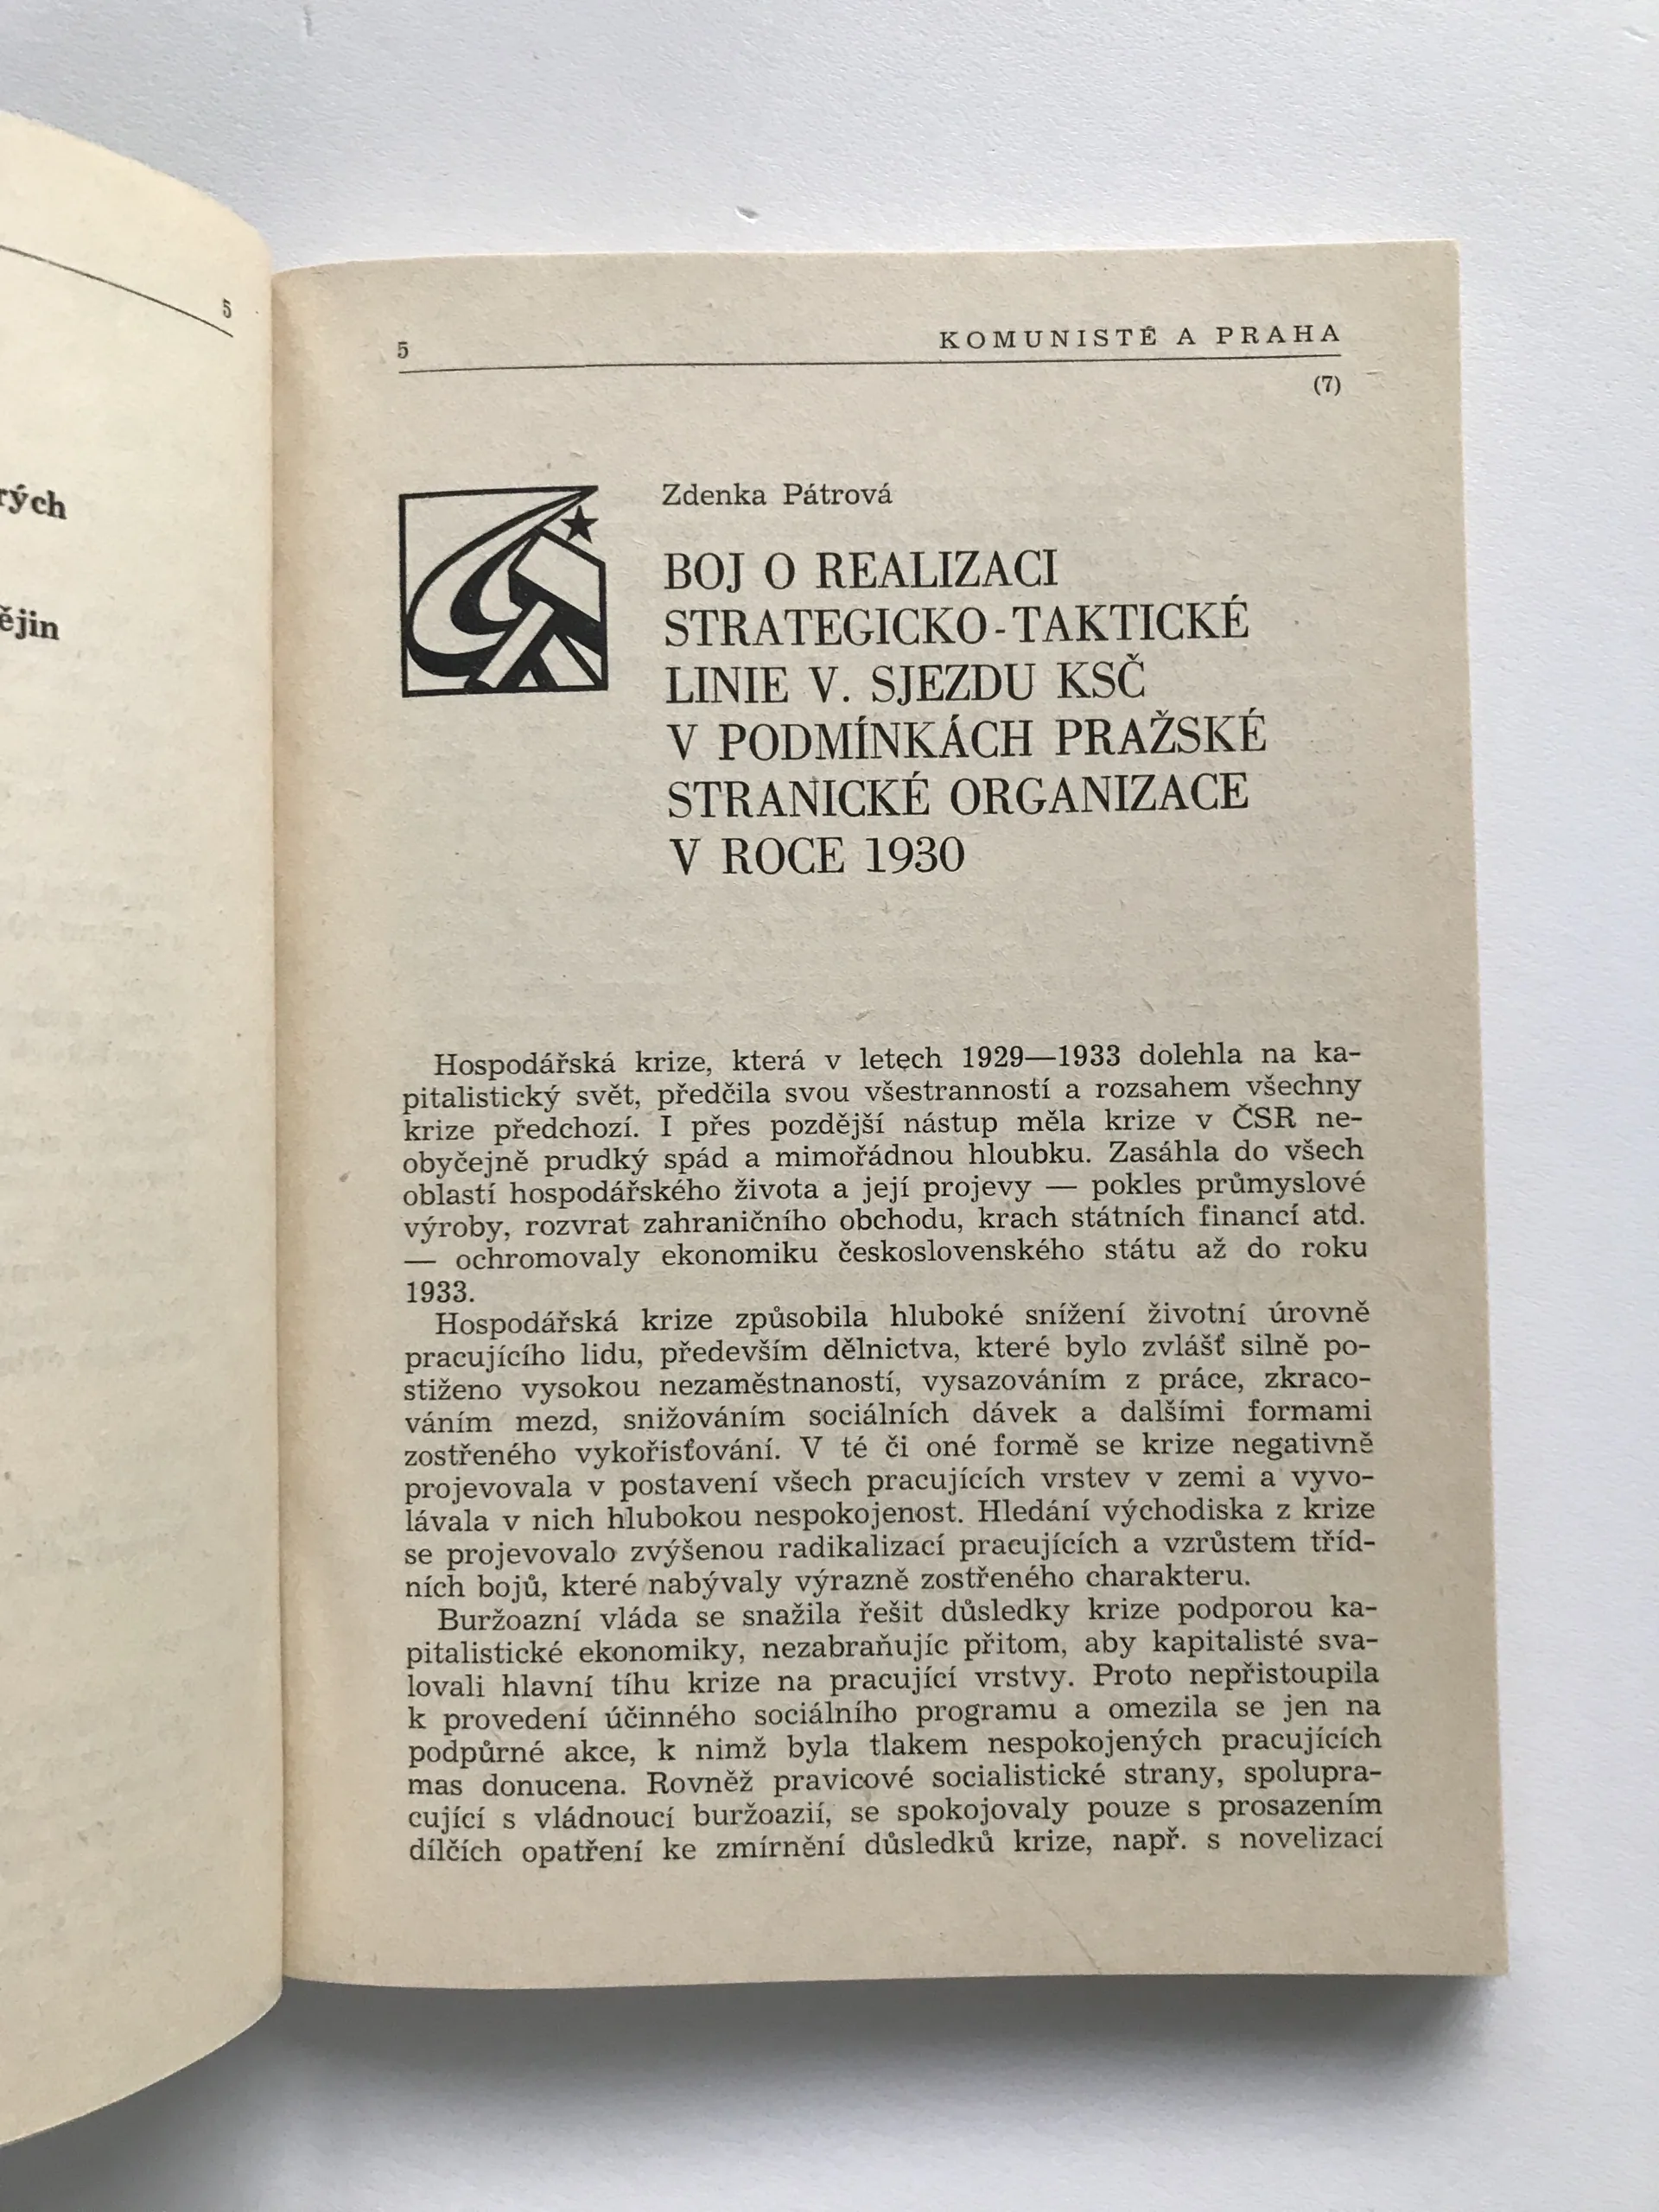 5
rých
ějin
5 KOMUNISTÉ A PRAHA
(7)
Zdenka Pátrová
BOJ O REALIZACI
STRATEGICKO-TAKTICKÉ
LINIE V. SJEZDU KSČ
V PODMÍNKÁCH PRAŽSKÉ
STRANICKÉ ORGANIZACE
V ROCE 1930
Hospodářská krize, která v letech 1929—1933 dolehla na ka-
pitalistický svět, předčila svou všestranností a rozsahem všechny
krize předchozí. I přes pozdější nástup měla krize v ČSR ne-
obyčejně prudký spád a mimořádnou hloubku. Zasáhla do všech
oblastí hospodářského života a její projevy — pokles průmyslové
výroby, rozvrat zahraničního obchodu, krach státních financí atd.
— ochromovaly ekonomiku československého státu až do roku
1933.
Hospodářská krize způsobila hluboké snížení životní úrovně
pracujícího lidu, především dělnictva, které bylo zvlášť silně po-
stiženo vysokou nezaměstnaností, vysazováním z práce, zkraco-
váním mezd, snižováním sociálních dávek a dalšími formami
zostřeného vykořisťování. V té či oné formě se krize negativně
projevovala v postavení všech pracujících vrstev v zemi a vyvo-
lávala v nich hlubokou nespokojenost. Hledání východiska z krize
se projevovalo zvýšenou radikalizací pracujících a vzrůstem tříd-
ních bojů, které nabývaly výrazně zostřeného charakteru.
Buržoazní vláda se snažila řešit důsledky krize podporou ka-
pitalistické ekonomiky, nezabraňujíc přitom, aby kapitalisté sva-
lovali hlavní tíhu krize na pracující vrstvy. Proto nepřistoupila
k provedení účinného sociálního programu a omezila se jen na
podpůrné akce, k nimž byla tlakem nespokojených pracujících
mas donucena. Rovněž pravicové socialistické strany, spolupra-
cující s vládnoucí buržoazií, se spokojovaly pouze s prosazením
dílčích opatření ke zmírnění důsledků krize, např. s novelizací